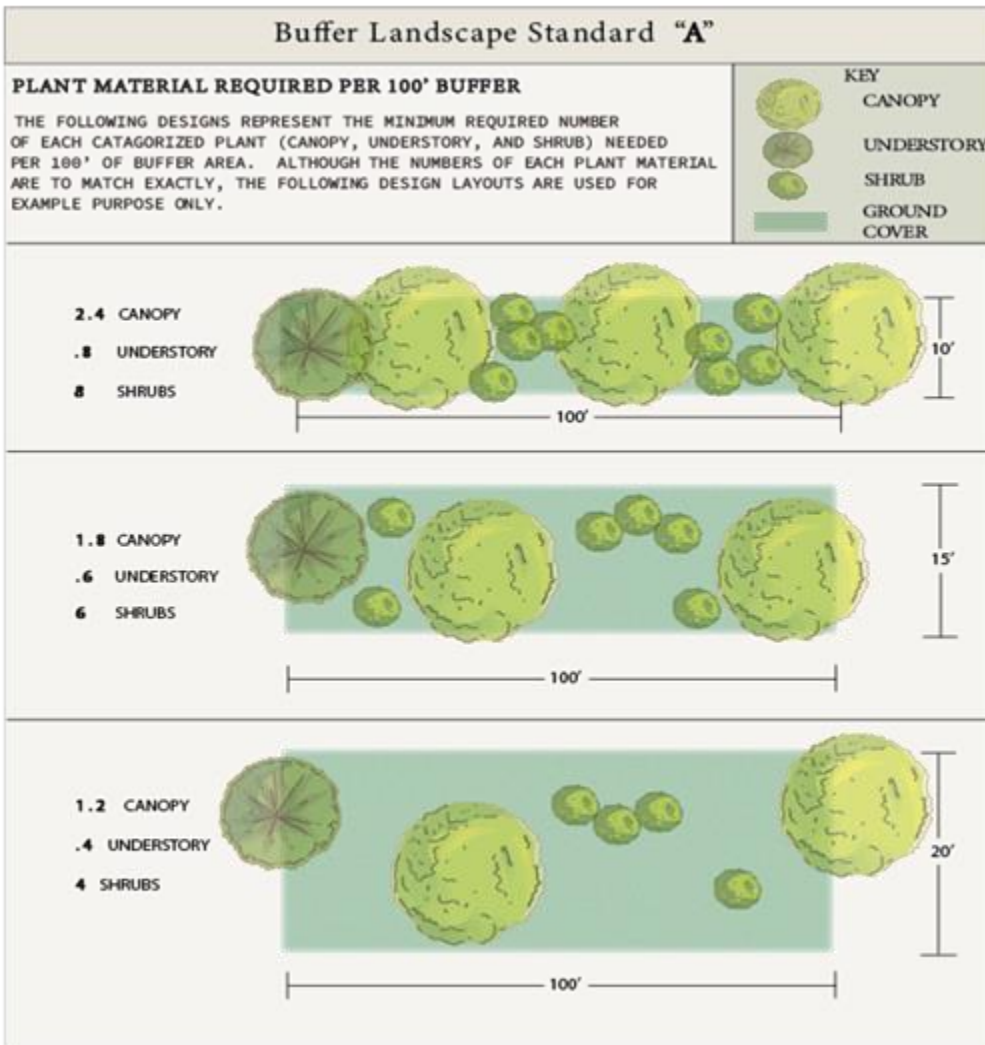 Buffer Landscape Standard “A”
PLANT MATERIAL REQUIRED PER 100' BUFFER
THE FOLLOWING DESIGNS REPRESENT THE MINIMUM REQUIRED NUMBER
OF EACH CATAGORIZED PLANT (CANOPY, UNDERSTORY, AND SHRUB) NEEDED
PER 100' OF BUFFER AREA. ALTHOUGH THE NUMBERS OF EACH PLANT MATERIAL
ARE TO MATCH EXACTLY, THE FOLLOWING DESIGN LAYOUTS ARE USED FOR
EXAMPLE PURPOSE ONLY.
KEY
CANOPY
UNDERSTORY
SHRUB
GROUND
COVER
2.4 CANOPY
.8 UNDERSTORY
8 SHRUBS
10'
100'
1.8 CANOPY
.6 UNDERSTORY
6 SHRUBS
15'
100'
1.2 CANOPY
.4 UNDERSTORY
4 SHRUBS
20'
100'